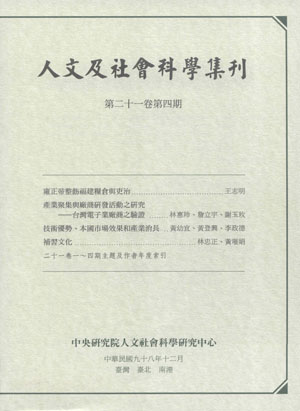 人文及社會科學集刊
第二十一卷第四期
雍正帝整飭福建糧倉與吏治 王志明
產業聚集與廠商研發活動之研究
——台灣電子業廠商之驗證 林惠玲、詹立宇、謝玉玫
技術優勢、本國市場效果和產業消長 黃幼宜、黃登興、李政德
補習文化 林忠正、黃璀娟
二十一卷一～四期主題及作者年度索引
中央研究院人文社會科學研究中心
中華民國九十八年十二月
臺灣 臺北 南港